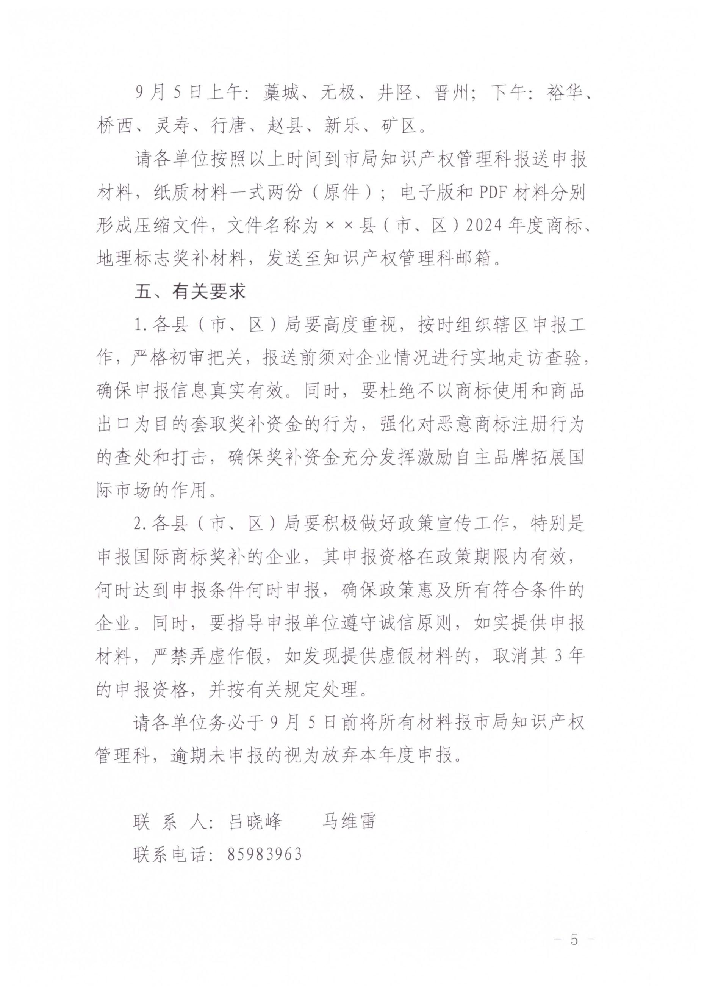 9 月 5 日上午：藁城、无极、井陉、晋州；下午：裕华、
桥西、灵寿、行唐、赵县、新乐、矿区。
请各单位按照以上时间到市局知识产权管理科报送申报
材料，纸质材料一式两份（原件）；电子版和 PDF 材料分别
形成压缩文件，文件名称为××县（市、区）2024 年度商标、
地理标志奖补材料，发送至知识产权管理科邮箱。
五、有关要求
1.各县（市、区）局要高度重视，按时组织辖区申报工
作，严格初审把关，报送前须对企业情况进行实地走访查验，
确保申报信息真实有效。同时，要杜绝不以商标使用和商品
出口为目的套取奖补资金的行为，强化对恶意商标注册行为
的查处和打击，确保奖补资金充分发挥激励自主品牌拓展国
际市场的作用。
2.各县（市、区）局要积极做好政策宣传工作，特别是
申报国际商标奖补的企业，其申报资格在政策期限内有效，
何时达到申报条件何时申报，确保政策惠及所有符合条件的
企业。同时，要指导申报单位遵守诚信原则，如实提供申报
材料，严禁弄虚作假，如发现提供虚假材料的，取消其 3 年
的申报资格，并按有关规定处理。
请各单位务必于 9 月 5 日前将所有材料报市局知识产权
管理科，逾期未申报的视为放弃本年度申报。
联 系 人：吕晓峰 马维雷
联系电话：85983963
- 5 -